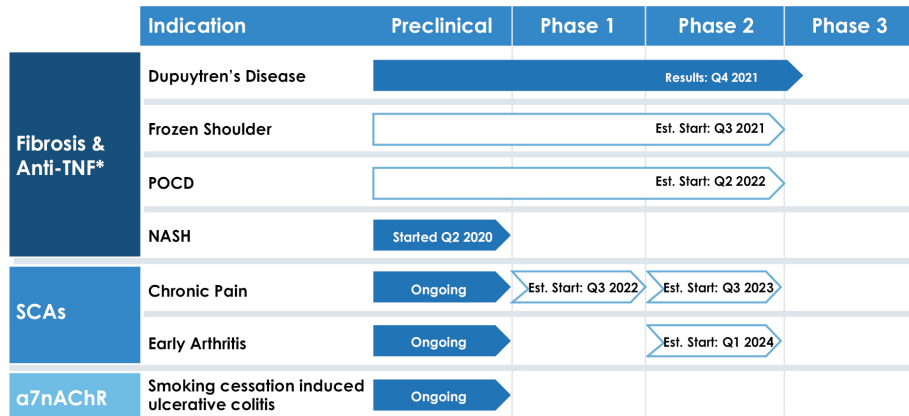 Indication Preclinical Phase 1 Phase 2 Phase 3
Dupuytren's Disease Results: Q4 2021
Frozen Shoulder Est. Start: Q3 2021
Fibrosis &
Anti-TNF*
POCD Est. Start: Q2 2022
NASH Started Q2 2020
SCAs
Chronic Pain Ongoing Est. Start: Q3 2022 Est. Start: Q3 2023
Early Arthritis Ongoing Est. Start: Q1 2024
a7nAChR
Smoking cessation induced
ulcerative colitis
Ongoing